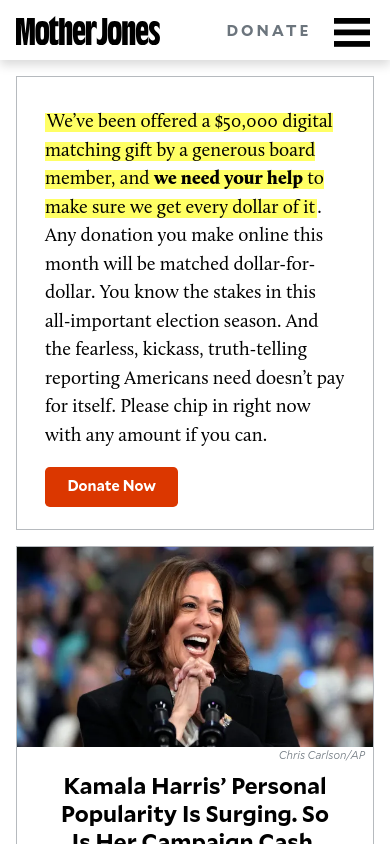 Mother Jones
DONATE
We’ve been offered a $50,000 digital
matching gift by a generous board
member, and we need your help to
make sure we get every dollar of it.
Any donation you make online this
month will be matched dollar-for-
dollar. You know the stakes in this
all-important election season. And
the fearless, kickass, truth-telling
reporting Americans need doesn’t pay
for itself. Please chip in right now
with any amount if you can.
Donate Now
Chris Carlson/AP
Kamala Harris’ Personal
Popularity Is Surging. So
Is Her Campaign Cash